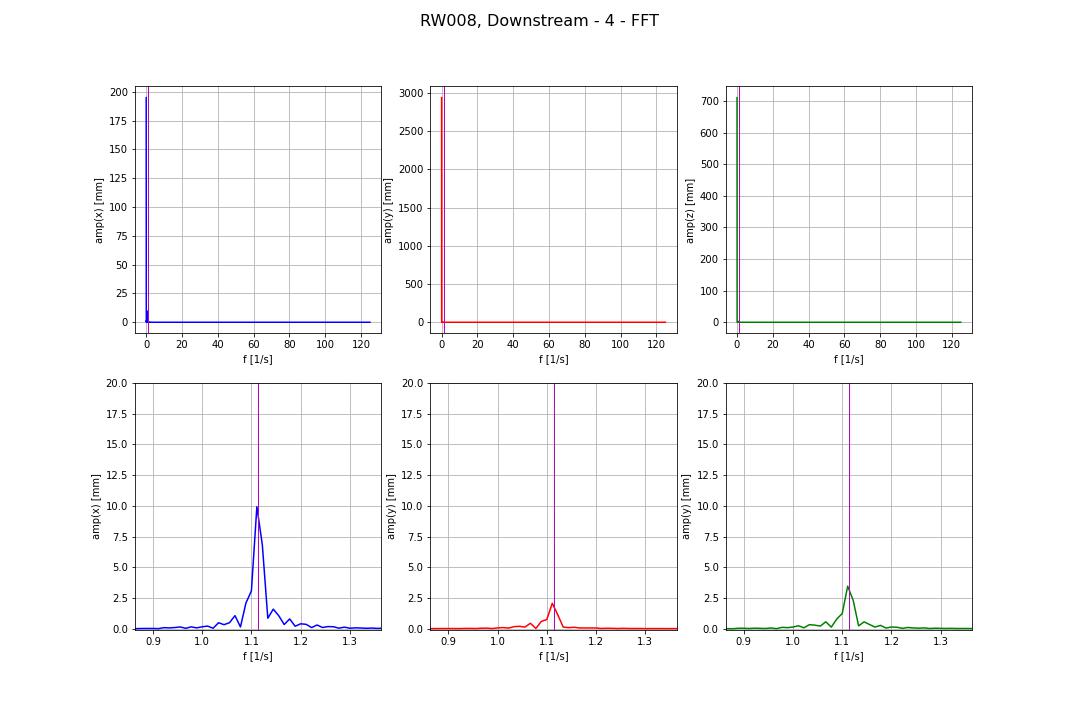 RW008, Downstream - 4 - FFT
200
175
150
125
100
75
50
25
0
amp(x) [mm]
0 20 40 60 80 100 120
f [1/s]
3000
2500
2000
1500
1000
500
0
amp(y) [mm]
0 20 40 60 80 100 120
f [1/s]
700
600
500
400
300
200
100
0
amp(z) [mm]
0 20 40 60 80 100 120
f [1/s]
20.0
17.5
15.0
12.5
10.0
7.5
5.0
2.5
0.0
amp(x) [mm]
0.9 1.0 1.1 1.2 1.3
f [1/s]
20.0
17.5
15.0
12.5
10.0
7.5
5.0
2.5
0.0
amp(y) [mm]
0.9 1.0 1.1 1.2 1.3
f [1/s]
20.0
17.5
15.0
12.5
10.0
7.5
5.0
2.5
0.0
amp(y) [mm]
0.9 1.0 1.1 1.2 1.3
f [1/s]